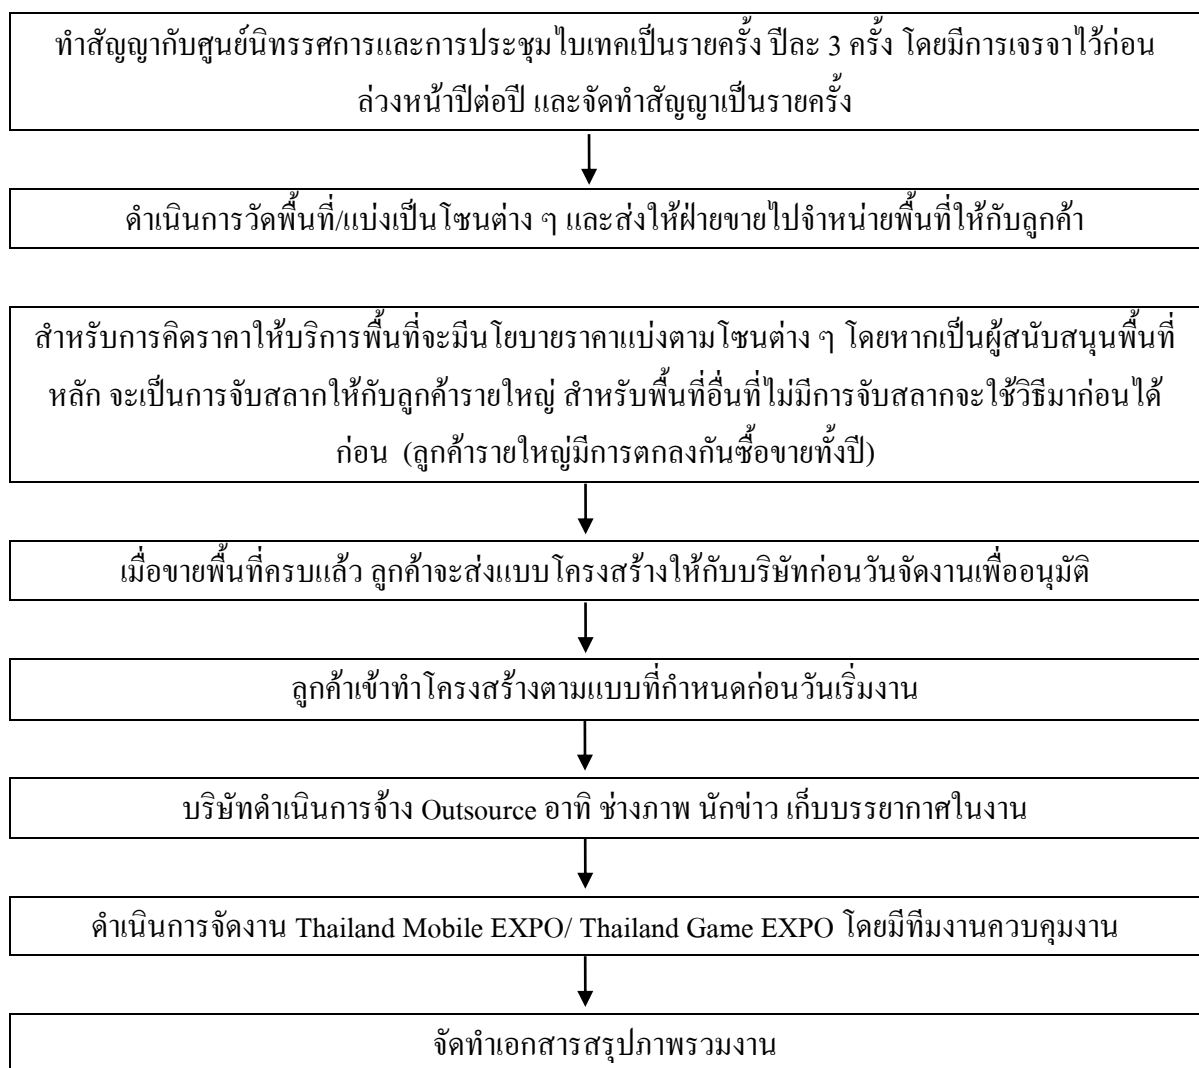 ทำสัญญากับศูนย์นิทรรศการและการประชุมไบเทคเป็นรายครั้ง ปีละ 3 ครั้ง โดยมีการเจรจาไว้ก่อน
ล่วงหน้าปีต่อปี และจัดทำสัญญาเป็นรายครั้ง
ดำเนินการวัดพื้นที่/แบ่งเป็นโซนต่าง ๆ และส่งให้ฝ่ายขายไปจำหน่ายพื้นที่ให้กับลูกค้า
สำหรับการคิดราคาให้บริการพื้นที่จะมีนโยบายราคาแบ่งตามโซนต่าง ๆ โดยหากเป็นผู้สนับสนุนพื้นที่
หลัก จะเป็นการจับสลากให้กับลูกค้ารายใหญ่ สำหรับพื้นที่อื่นที่ไม่มีการจับสลากจะใช้วิธีมาก่อนได้
ก่อน (ลูกค้ารายใหญ่มีการตกลงกันซื้อขายทั้งปี)
เมื่อขายพื้นที่ครบแล้ว ลูกค้าจะส่งแบบโครงสร้างให้กับบริษัทก่อนวันจัดงานเพื่ออนุมัติ
ลูกค้าเข้าทำโครงสร้างตามแบบที่กำหนดก่อนวันเริ่มงาน
บริษัทดำเนินการจ้าง Outsource อาทิ ช่างภาพ นักข่าว เก็บบรรยากาศในงาน
ดำเนินการจัดงาน Thailand Mobile EXPO/ Thailand Game EXPO โดยมีทีมงานควบคุมงาน
จัดทำเอกสารสรุปภาพรวมงาน